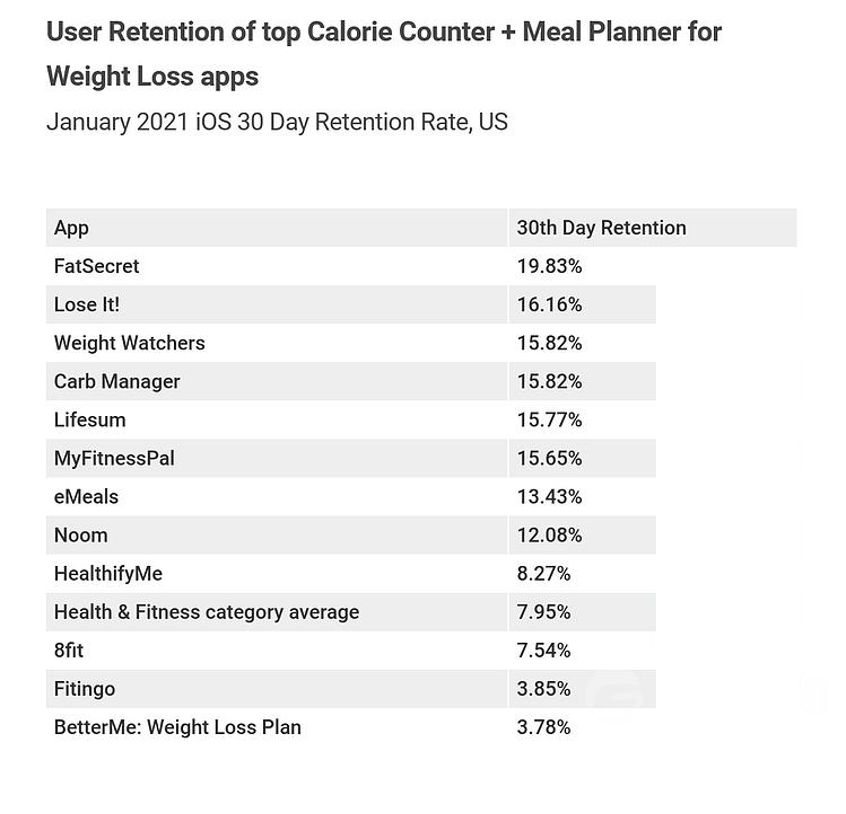 User Retention of top Calorie Counter + Meal Planner for
Weight Loss apps
January 2021 iOS 30 Day Retention Rate, US
App 30th Day Retention
FatSecret 19.83%
Lose It! 16.16%
Weight Watchers 15.82%
Carb Manager 15.82%
Lifesum 15.77%
MyFitnessPal 15.65%
eMeals 13.43%
Noom 12.08%
HealthifyMe 8.27%
Health & Fitness category average 7.95%
8fit 7.54%
Fitingo 3.85%
BetterMe: Weight Loss Plan 3.78%